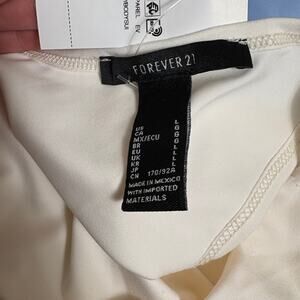 FOREVER 21
US L
CA G
MX/ECU G
BR G
EU L
UK L
KR L
JP L
CN 170/92A
MADE IN MEXICO
WITH IMPORTED
MATERIALS